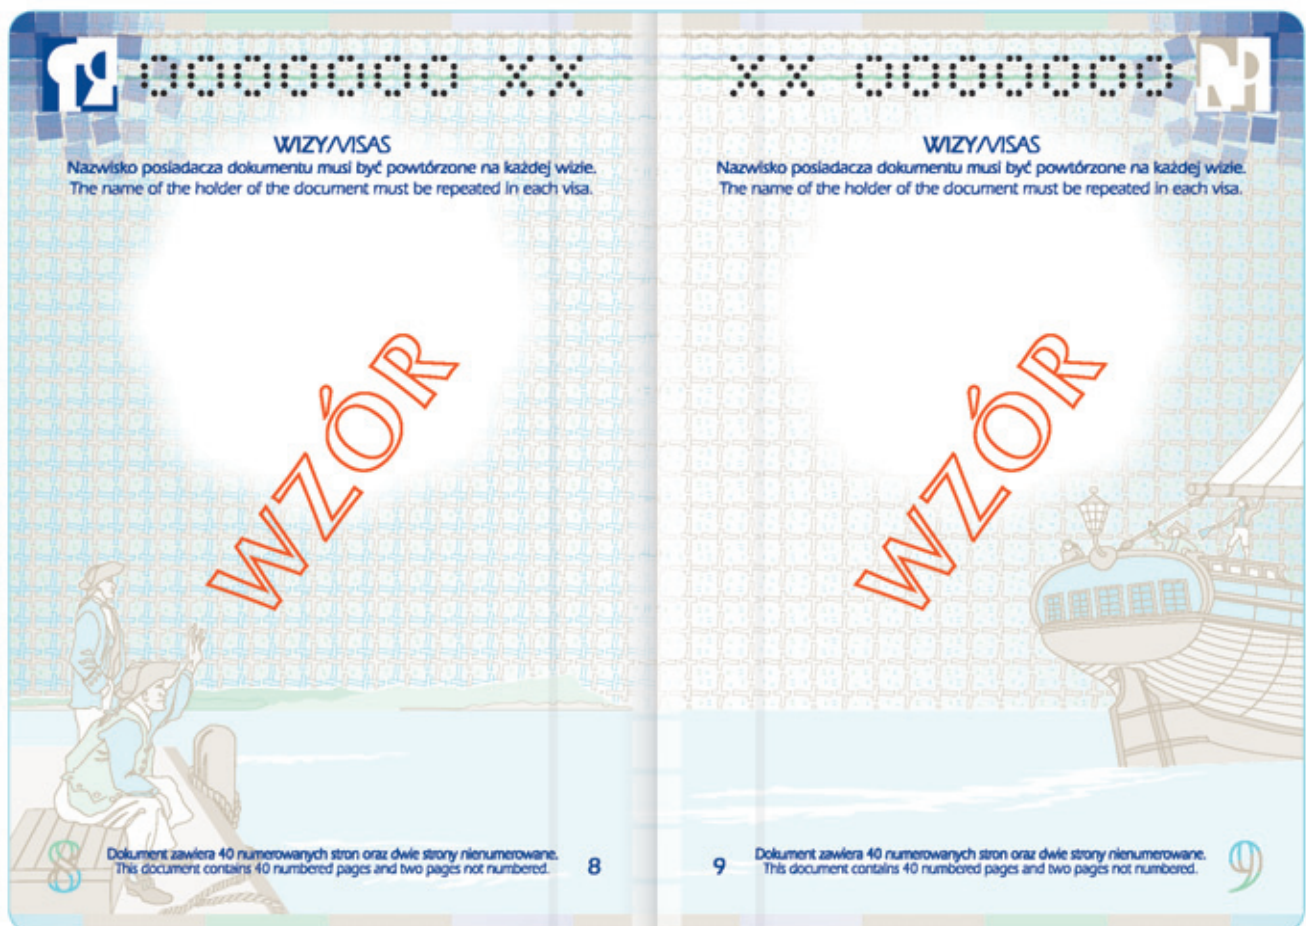 0000000 XX
WIZY/VISAS
Nazwisko posiadacza dokumentu musi być powtórzone na każdej wizie.
The name of the holder of the document must be repeated in each visa.
WZÓR
Dokument zawiera 40 numerowanych stron oraz dwie strony nienumerowane.
This document contains 40 numbered pages and two pages not numbered.
8
8
XX 0000000
WIZY/VISAS
Nazwisko posiadacza dokumentu musi być powtórzone na każdej wizie.
The name of the holder of the document must be repeated in each visa.
WZÓR
9
Dokument zawiera 40 numerowanych stron oraz dwie strony nienumerowane.
This document contains 40 numbered pages and two pages not numbered.
9